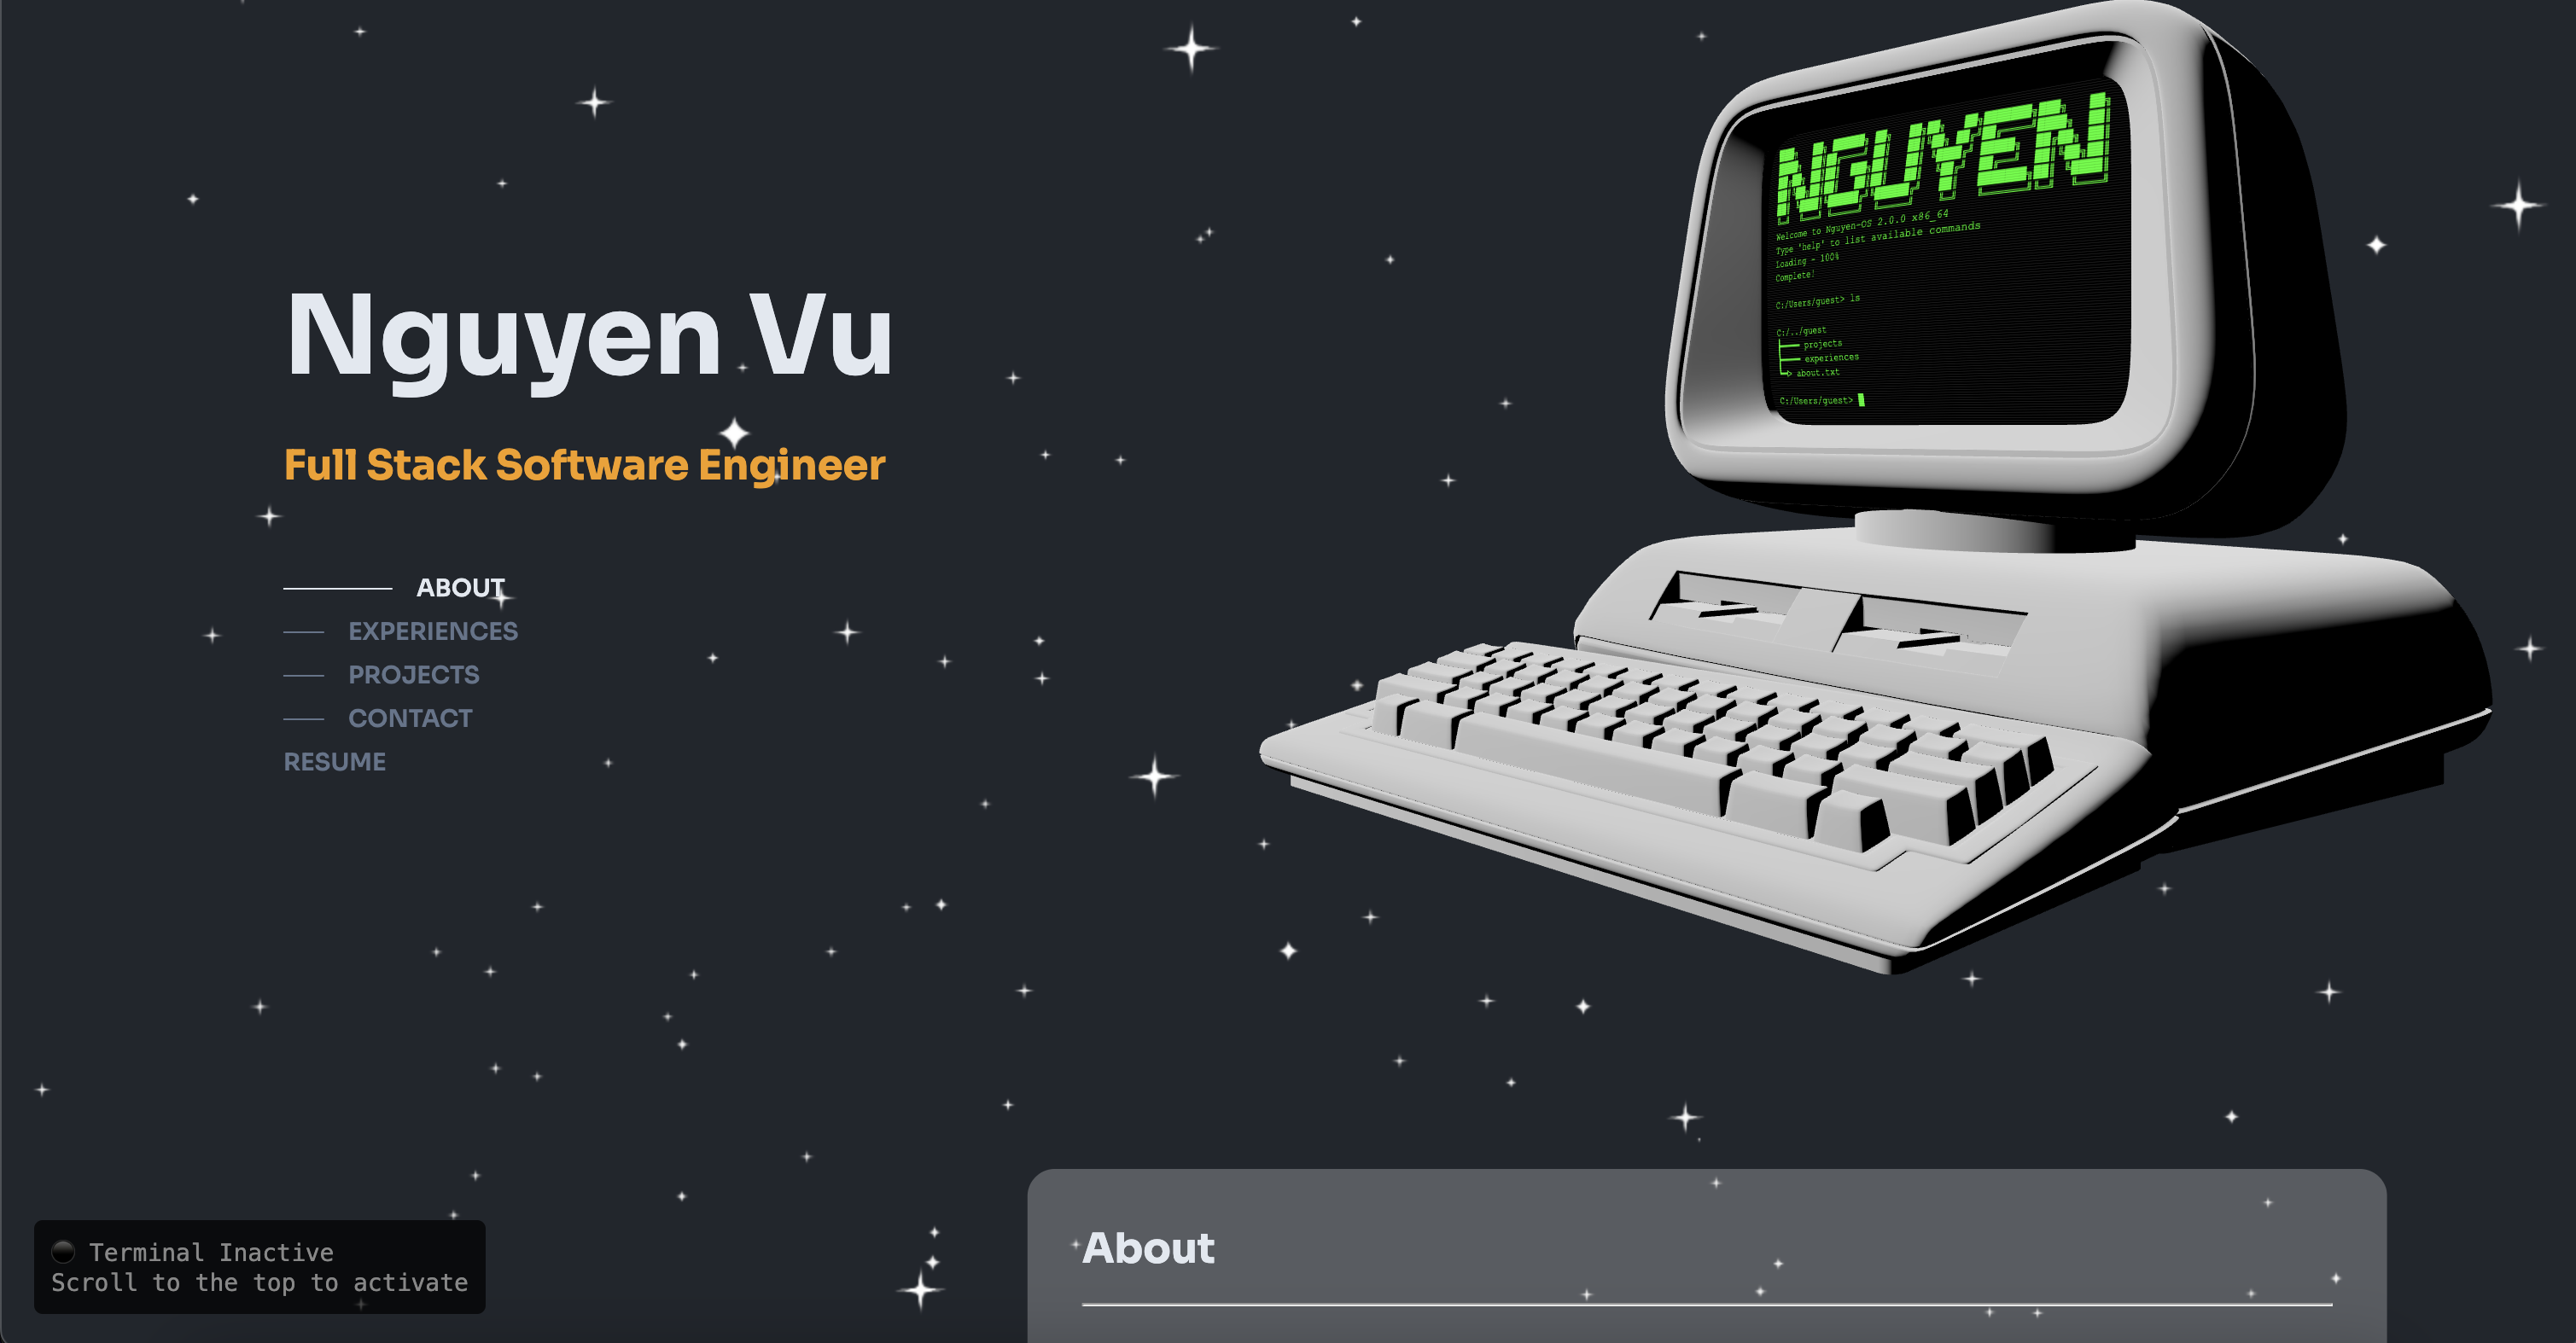 Nguyen Vu
Full Stack Software Engineer
ABOUT
EXPERIENCES
PROJECTS
CONTACT
RESUME
NGUYEN
Welcome to Nguyen-OS 2.0.0 x86_64
Type 'help' to list available commands
Loading - 100%
Complete!
C:/Users/guest> ls
C:/../guest
projects
experiences
about.txt
C:/Users/guest>
Terminal Inactive
Scroll to the top to activate
About